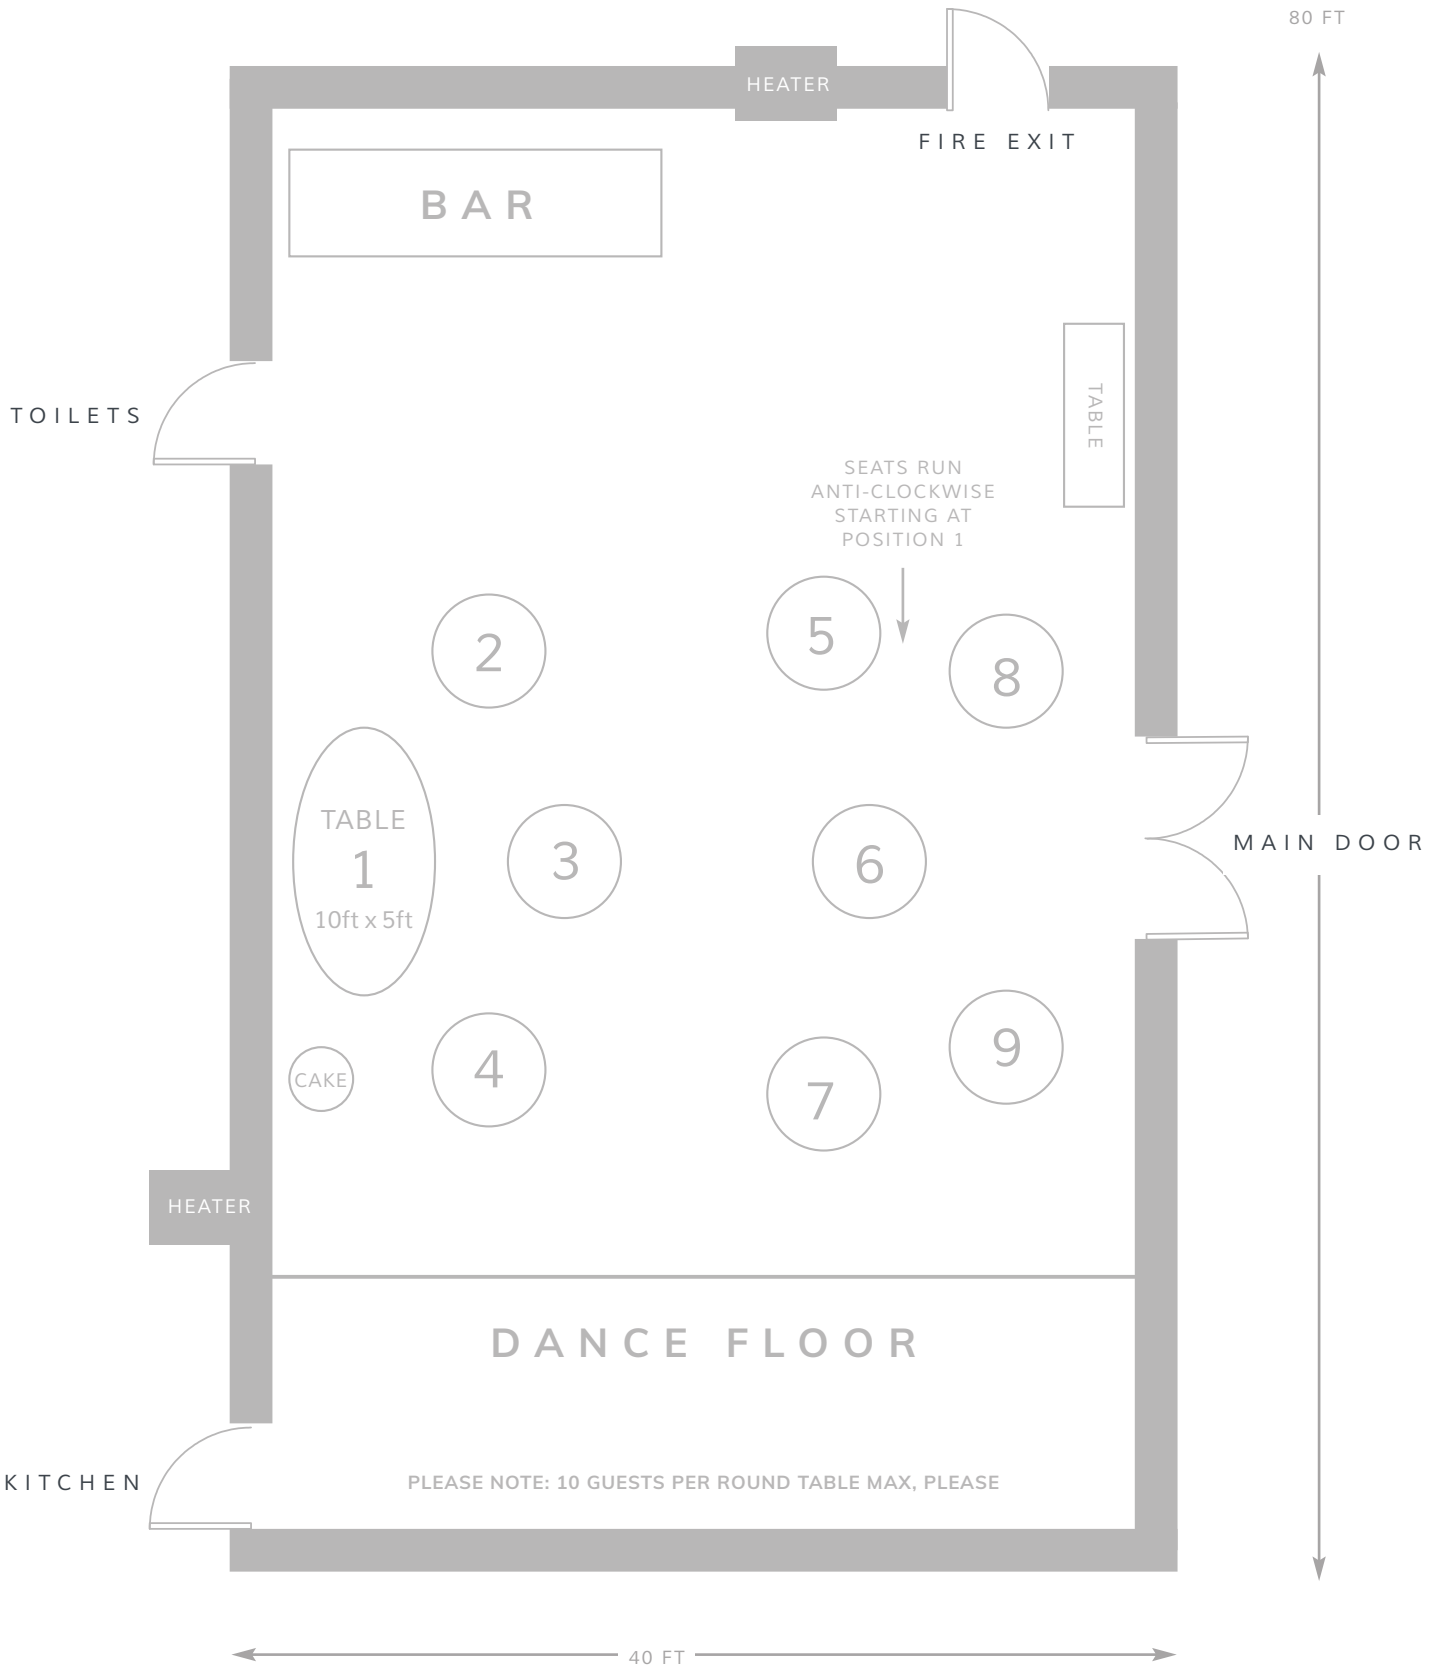 80 FT
HEATER
FIRE EXIT
BAR
TOILETS
TABLE
SEATS RUN
ANTI-CLOCKWISE
STARTING AT
POSITION 1
2
5
8
TABLE
1
10ft x 5ft
3
6
MAIN DOOR
CAKE
4
7
9
HEATER
DANCE FLOOR
KITCHEN
PLEASE NOTE: 10 GUESTS PER ROUND TABLE MAX, PLEASE
40 FT